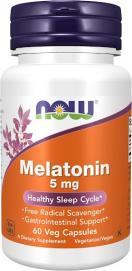 NOW
Melatonin
5 mg
Healthy Sleep Cycle*
• Free Radical Scavenger*
• Gastrointestinal Support*
60 Veg Capsules
A Dietary Supplement Vegetarian/Vegan